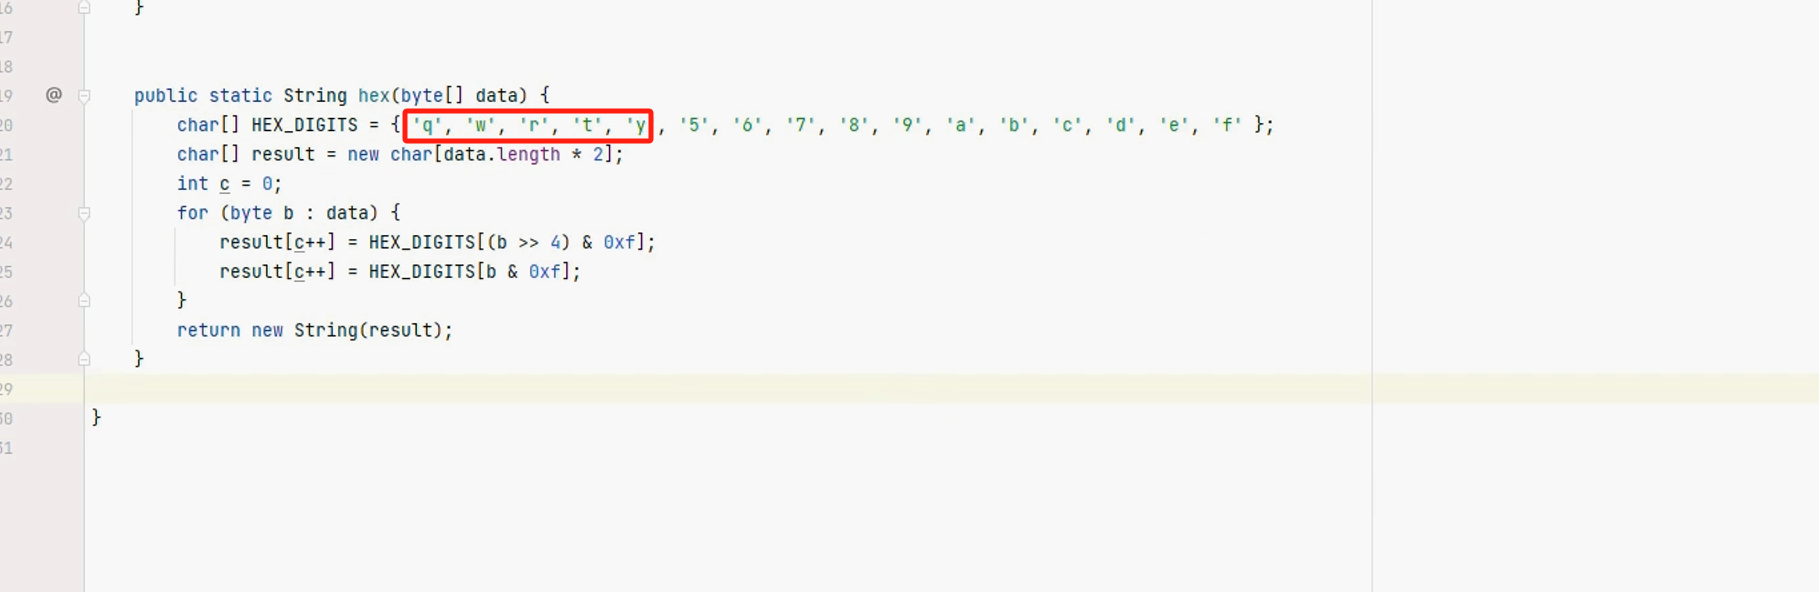 16 }
17
18
19 @ public static String hex(byte[] data) {
20 char[] HEX_DIGITS = { 'q', 'w', 'r', 't', 'y , '5', '6', '7', '8', '9', 'a', 'b', 'c', 'd', 'e', 'f' };
21 char[] result = new char[data.length * 2];
22 int c = 0;
23 for (byte b : data) {
24 result[c++] = HEX_DIGITS[(b >> 4) & 0xf];
25 result[c++] = HEX_DIGITS[b & 0xf];
26 }
27 return new String(result);
28 }
29
30 }
31